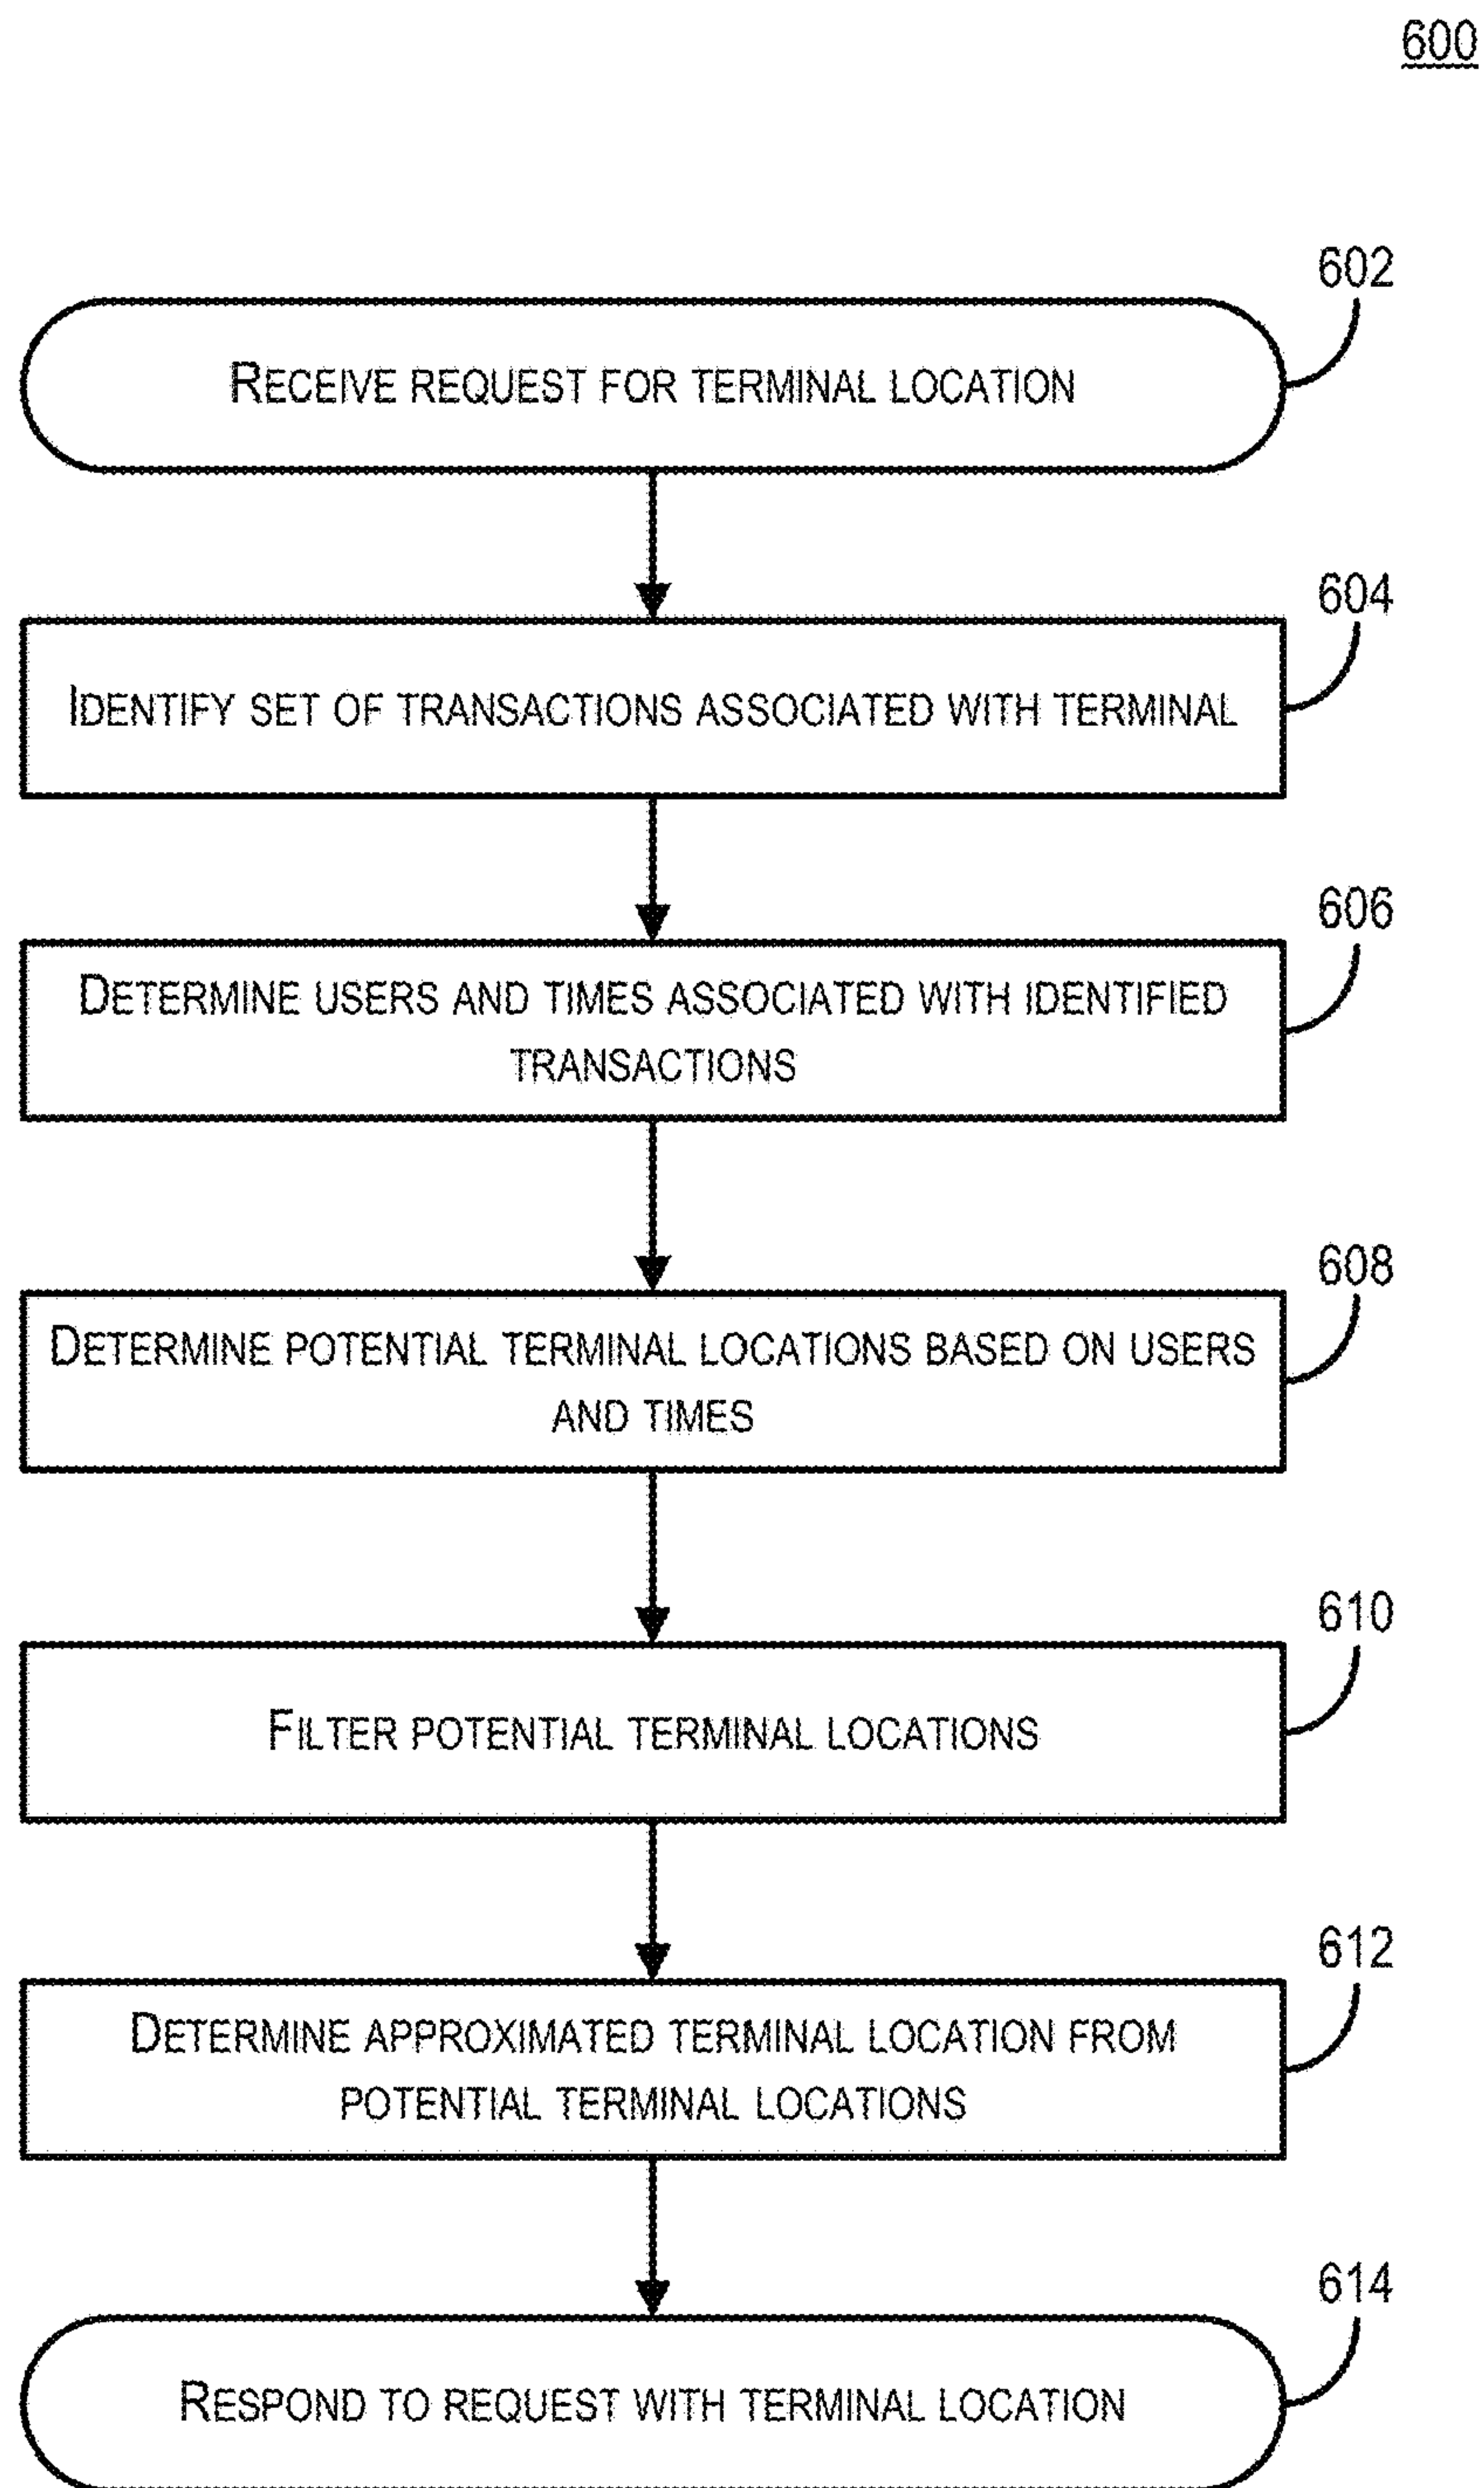 600
602
RECEIVE REQUEST FOR TERMINAL LOCATION
604
IDENTIFY SET OF TRANSACTIONS ASSOCIATED WITH TERMINAL
606
DETERMINE USERS AND TIMES ASSOCIATED WITH IDENTIFIED
TRANSACTIONS
608
DETERMINE POTENTIAL TERMINAL LOCATIONS BASED ON USERS
AND TIMES
610
FILTER POTENTIAL TERMINAL LOCATIONS
612
DETERMINE APPROXIMATED TERMINAL LOCATION FROM
POTENTIAL TERMINAL LOCATIONS
614
RESPOND TO REQUEST WITH TERMINAL LOCATION